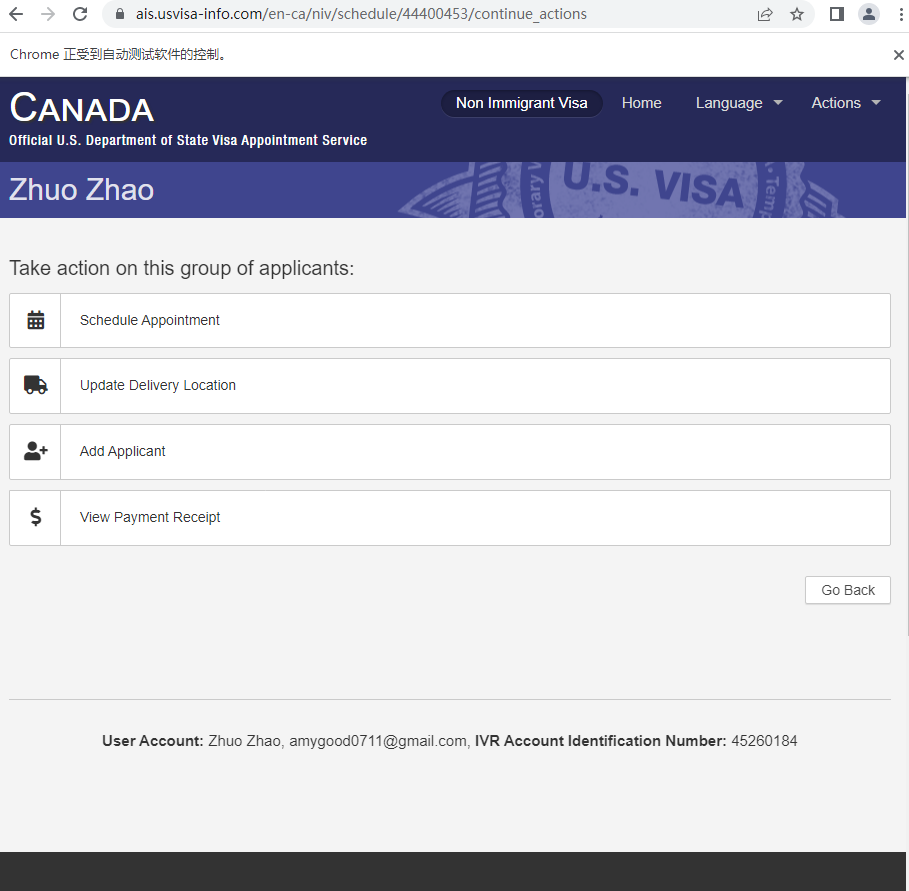 ais.usvisa-info.com/en-ca/niv/schedule/44400453/continue_actions
Chrome 正受到自动测试软件的控制。
CANADA
Non Immigrant Visa Home Language Actions
Official U.S. Department of State Visa Appointment Service
Zhuo Zhao
U.S. VISA
Take action on this group of applicants:
Schedule Appointment
Update Delivery Location
Add Applicant
View Payment Receipt
Go Back
User Account: Zhuo Zhao, amygood0711@gmail.com, IVR Account Identification Number: 45260184